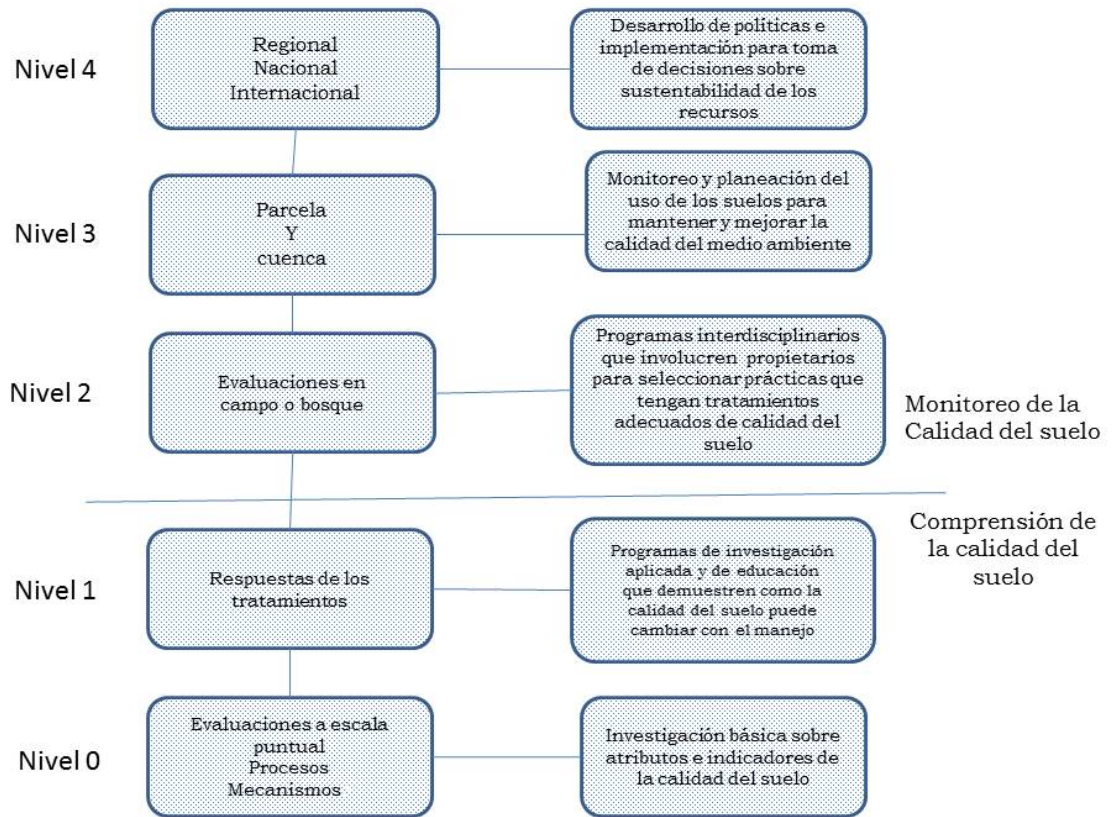 Nivel 4
Regional
Nacional
Internacional
Desarrollo de políticas e
implementación para toma
de decisiones sobre
sustentabilidad de los
recursos
Nivel 3
Parcela
Y
cuenca
Monitoreo y planeación del
uso de los suelos para
mantener y mejorar la
calidad del medio ambiente
Nivel 2
Evaluaciones en
campo o bosque
Programas interdisciplinarios
que involucren propietarios
para seleccionar prácticas que
tengan tratamientos
adecuados de calidad del
suelo
Monitoreo de la
Calidad del suelo
Comprensión de
la calidad del
suelo
Nivel 1
Respuestas de los
tratamientos
Programas de investigación
aplicada y de educación
que demuestren como la
calidad del suelo puede
cambiar con el manejo
Nivel 0
Evaluaciones a escala
puntual
Procesos
Mecanismos
Investigación básica sobre
atributos e indicadores de
la calidad del suelo